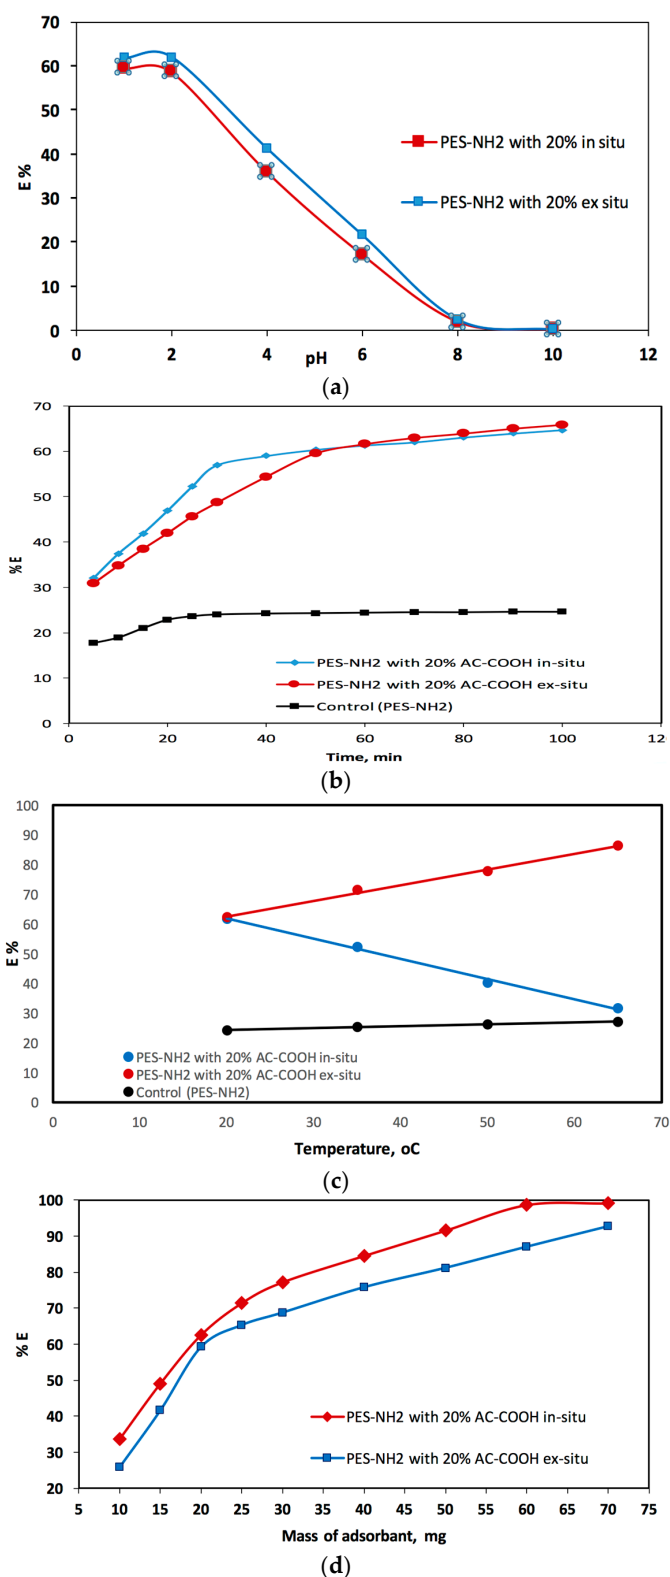 70
60
50
40
30
20
10
0
E %
PES-NH2 with 20% in situ
PES-NH2 with 20% ex situ
0 2 4 6 8 10 12
pH
(a)
70
60
50
40
30
20
10
0
%E
PES-NH2 with 20% AC-COOH in-situ
PES-NH2 with 20% AC-COOH ex-situ
Control (PES-NH2)
0 20 40 60 80 100 120
Time, min
(b)
100
90
80
70
60
50
40
30
20
10
0
E %
PES-NH2 with 20% AC-COOH in-situ
PES-NH2 with 20% AC-COOH ex-situ
Control (PES-NH2)
0 10 20 30 40 50 60 70
Temperature, oC
(c)
100
90
80
70
60
50
40
30
20
% E
PES-NH2 with 20% AC-COOH in-situ
PES-NH2 with 20% AC-COOH ex-situ
5 10 15 20 25 30 35 40 45 50 55 60 65 70 75
Mass of adsorbant, mg
(d)